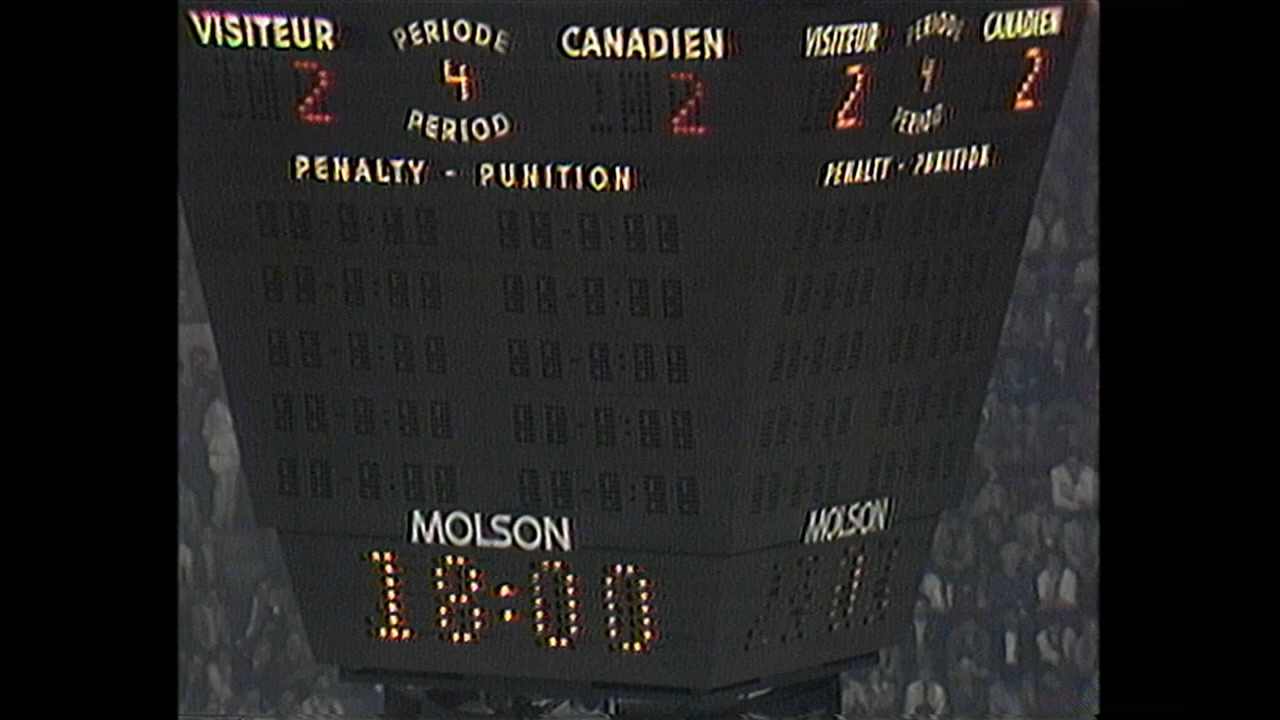 VISITEUR PERIODE CANADIEN
2 4 2
PERIOD
PENALTY - PUNITION
MOLSON
18:00
VISITEUR PERIODE CANADIEN
2 4 2
PERIOD
PENALTY - PUNITION
MOLSON